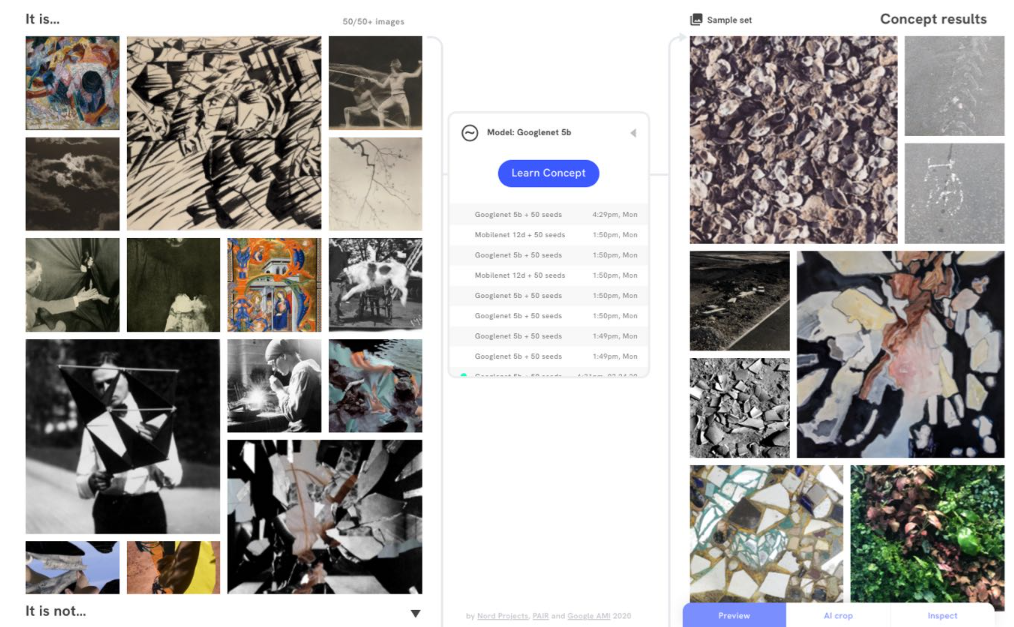 It is...
50/50+ images
Sample set
Concept results
Model: Googlenet 5b
Learn Concept
Googlenet 5b + 50 seeds 4:29pm, Mon
Mobilenet 12d + 50 seeds 1:50pm, Mon
Googlenet 5b + 50 seeds 1:50pm, Mon
Mobilenet 12d + 50 seeds 1:50pm, Mon
Googlenet 5b + 50 seeds 1:50pm, Mon
Googlenet 5b + 50 seeds 1:50pm, Mon
Googlenet 5b + 50 seeds 1:49pm, Mon
Googlenet 5b + 50 seeds 1:49pm, Mon
Googlenet 5b + 50 seeds
It is not...
by Nord Projects, PAIR and Google AMI 2020
Preview
AI crop
Inspect